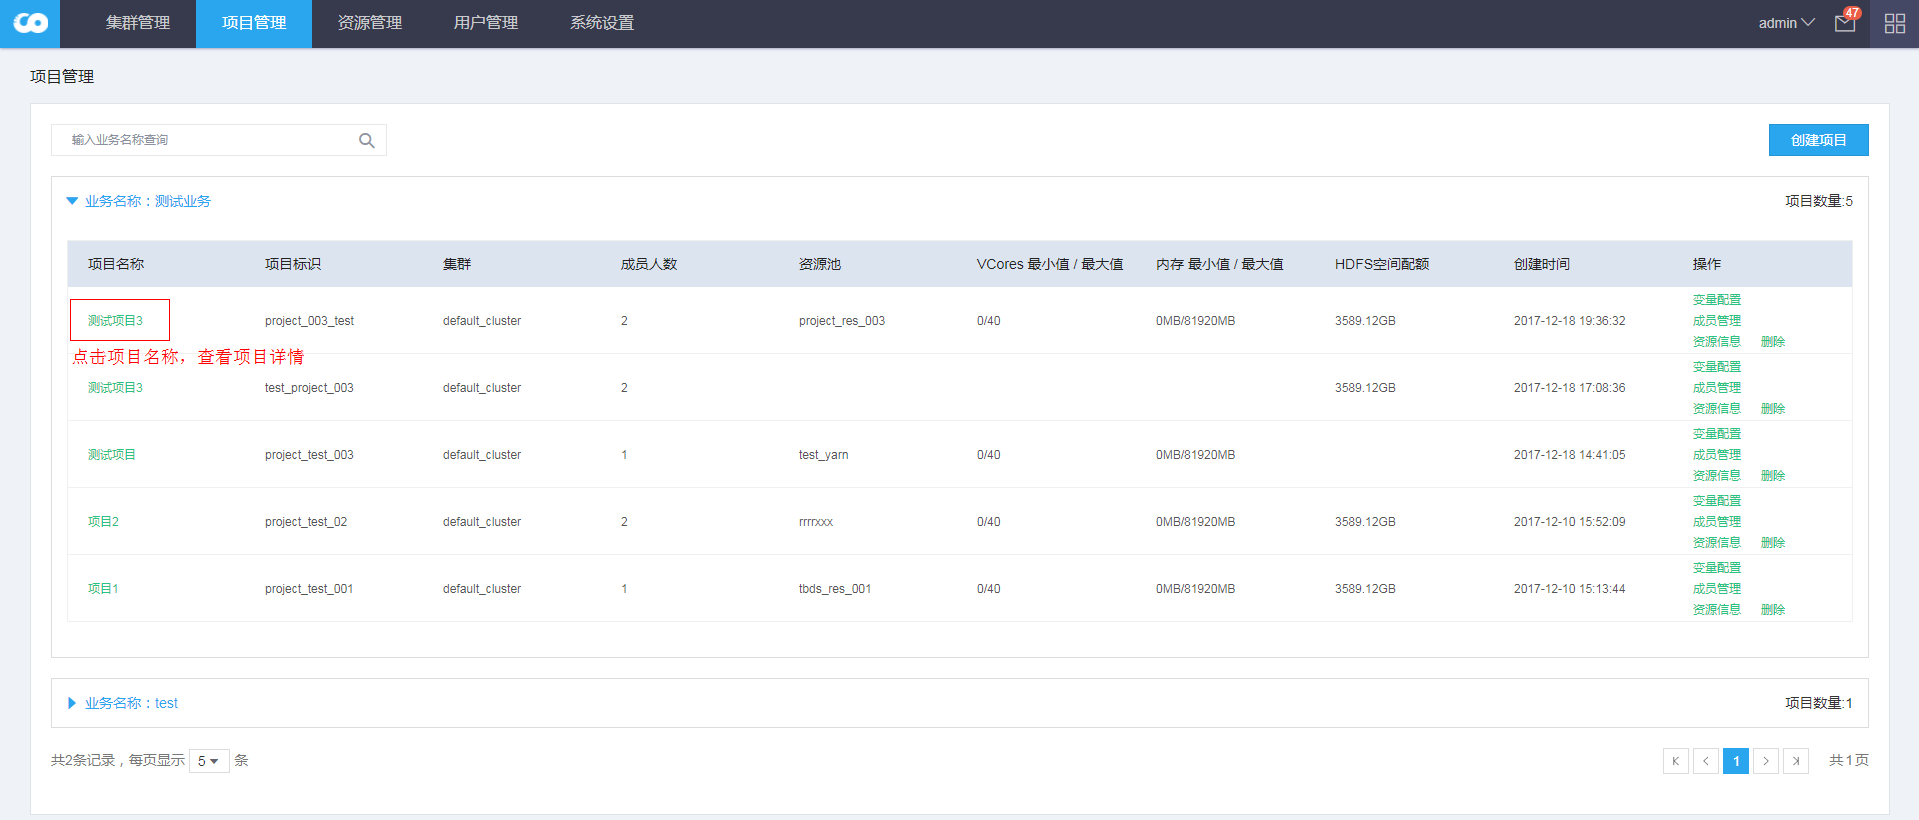 集群管理 项目管理 资源管理 用户管理 系统设置 admin 47
项目管理
输入业务名称查询 创建项目
业务名称：测试业务 项目数量:5
项目名称 项目标识 集群 成员人数 资源池 VCores 最小值 / 最大值 内存 最小值 / 最大值 HDFS空间配额 创建时间 操作
变量配置
测试项目3 project_003_test default_cluster 2 project_res_003 0/40 0MB/81920MB 3589.12GB 2017-12-18 19:36:32 成员管理
资源信息 删除
点击项目名称，查看项目详情
变量配置
测试项目3 test_project_003 default_cluster 2 3589.12GB 2017-12-18 17:08:36 成员管理
资源信息 删除
变量配置
测试项目 project_test_003 default_cluster 1 test_yarn 0/40 0MB/81920MB 2017-12-18 14:41:05 成员管理
资源信息 删除
变量配置
项目2 project_test_02 default_cluster 2 rrrrxxx 0/40 0MB/81920MB 3589.12GB 2017-12-10 15:52:09 成员管理
资源信息 删除
变量配置
项目1 project_test_001 default_cluster 1 tbds_res_001 0/40 0MB/81920MB 3589.12GB 2017-12-10 15:13:44 成员管理
资源信息 删除
业务名称：test 项目数量:1
共2条记录，每页显示 5 条 1 共1页